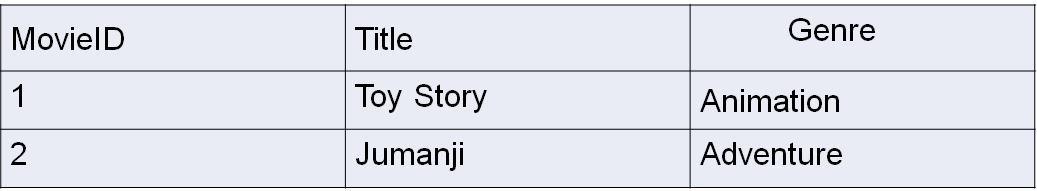 MovieID Title Genre
1 Toy Story Animation
2 Jumanji Adventure